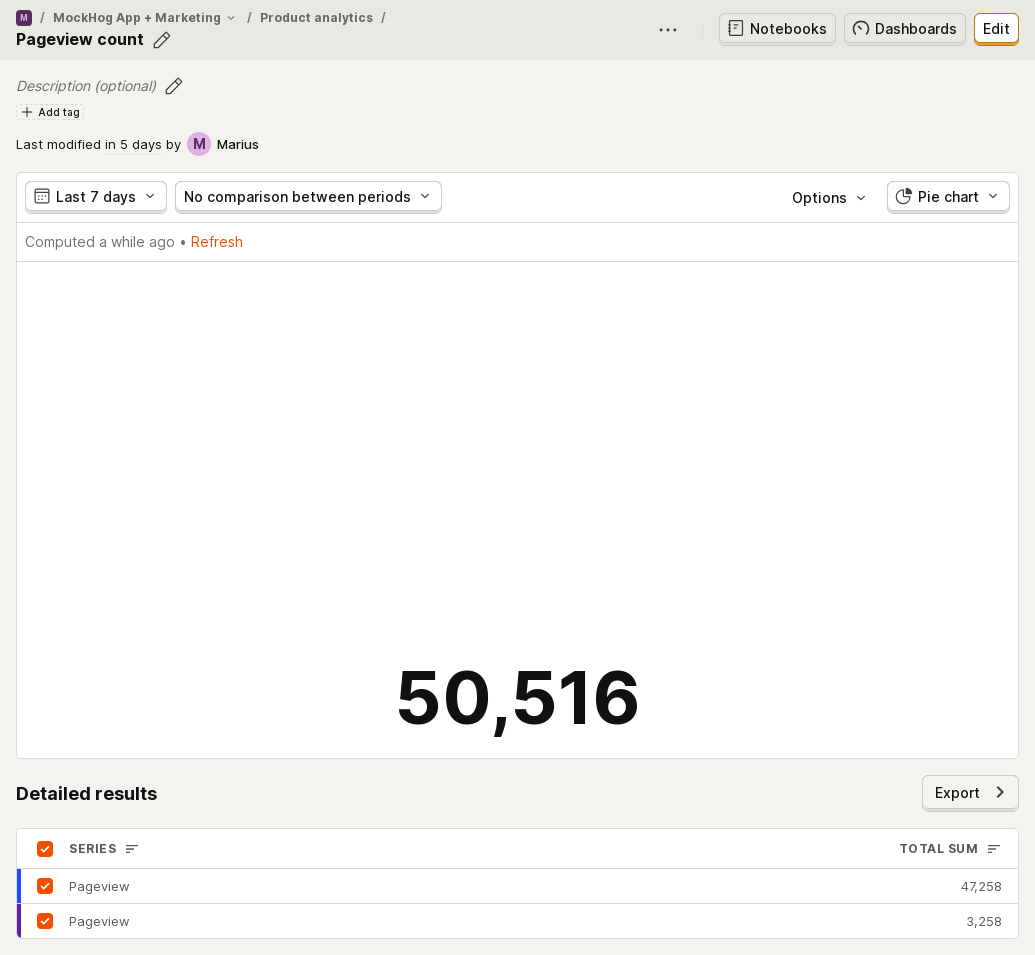 M / MockHog App + Marketing / Product analytics /
Pageview count
Notebooks
Dashboards
Edit
Description (optional)
Add tag
Last modified in 5 days by M Marius
Last 7 days
No comparison between periods
Options
Pie chart
Computed a while ago • Refresh
50,516
Detailed results
Export
SERIES TOTAL SUM
Pageview 47,258
Pageview 3,258